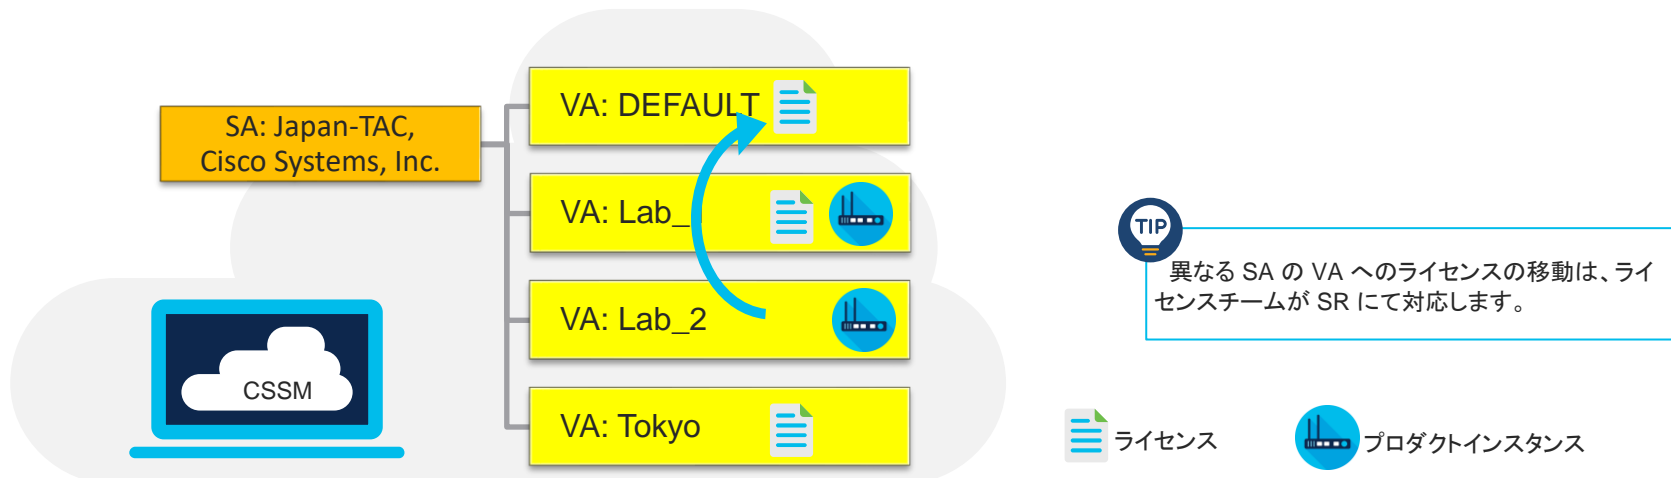 SA: Japan-TAC,
Cisco Systems, Inc.
VA: DEFAULT
VA: Lab_
VA: Lab_2
VA: Tokyo
CSSM
TIP
異なる SA の VA へのライセンスの移動は、ライ
センスチームが SR にて対応します。
ライセンス
プロダクトインスタンス